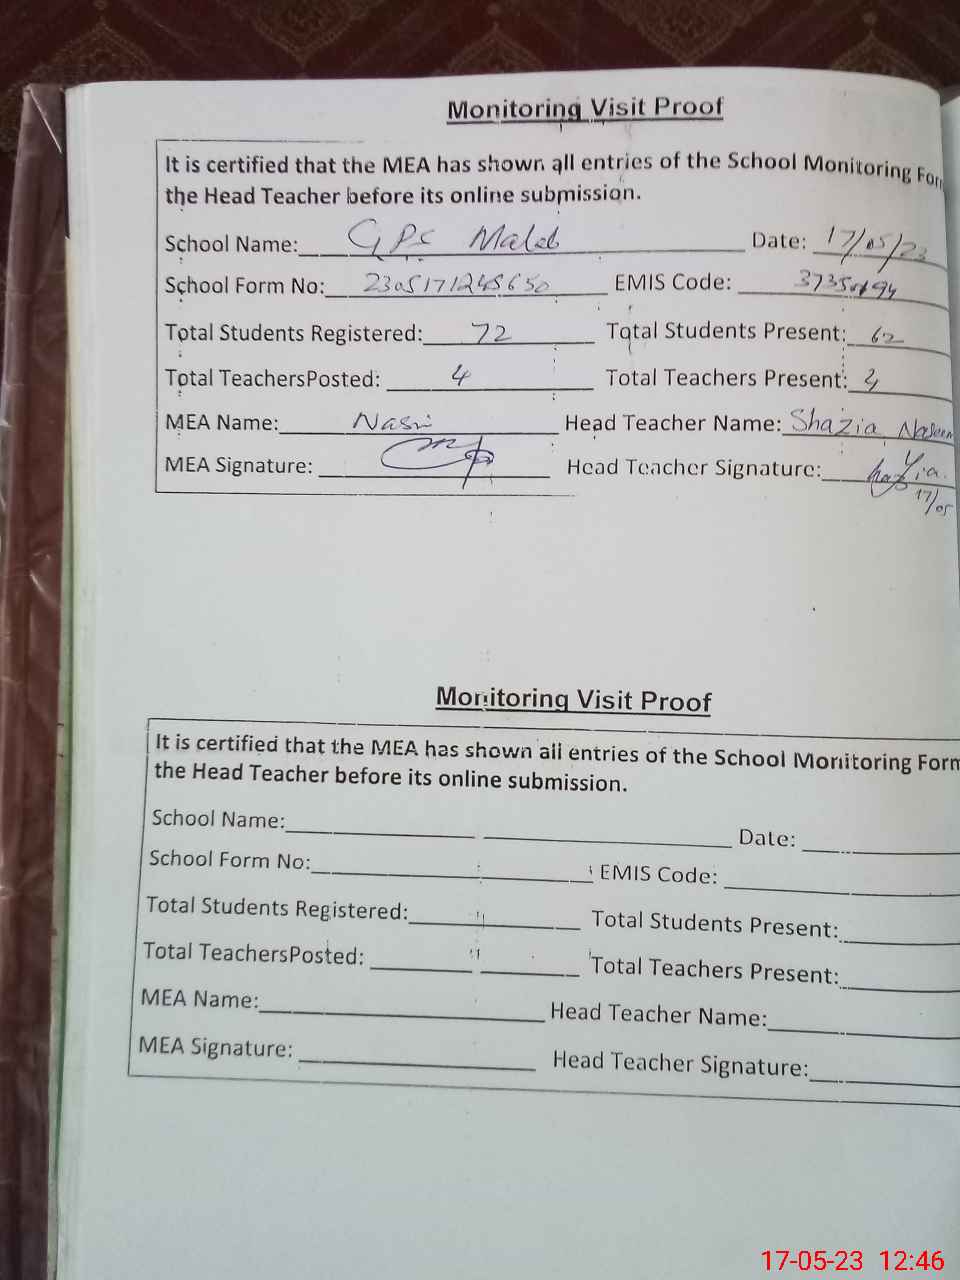 Monitoring Visit Proof
It is certified that the MEA has shown all entries of the School Monitoring For
the Head Teacher before its online submission.
School Name: GPS Date: 17/05/23
School Form No: 2305171245650 EMIS Code:
Total Students Registered: 72 Total Students Present: 62
Total TeachersPosted: 4 Total Teachers Present:
MEA Name: Head Teacher Name: Shazia Naseem
MEA Signature: Head Teacher Signature: Shazia
17/05
Monitoring Visit Proof
It is certified that the MEA has shown all entries of the School Monitoring Form
the Head Teacher before its online submission.
School Name: Date:
School Form No: EMIS Code:
Total Students Registered: Total Students Present:
Total TeachersPosted: Total Teachers Present:
MEA Name: Head Teacher Name:
MEA Signature: Head Teacher Signature:
17-05-23 12:46